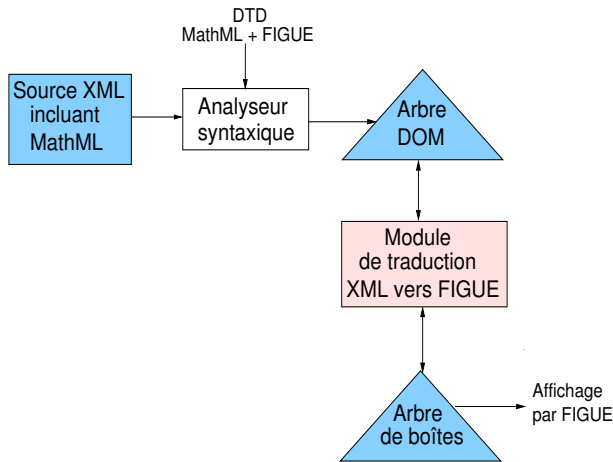 DTD
MathML + FIGUE
Source XML
incluant
MathML
Analyseur
syntaxique
Arbre
DOM
Module
de traduction
XML vers FIGUE
Arbre
de boîtes
Affichage
par FIGUE